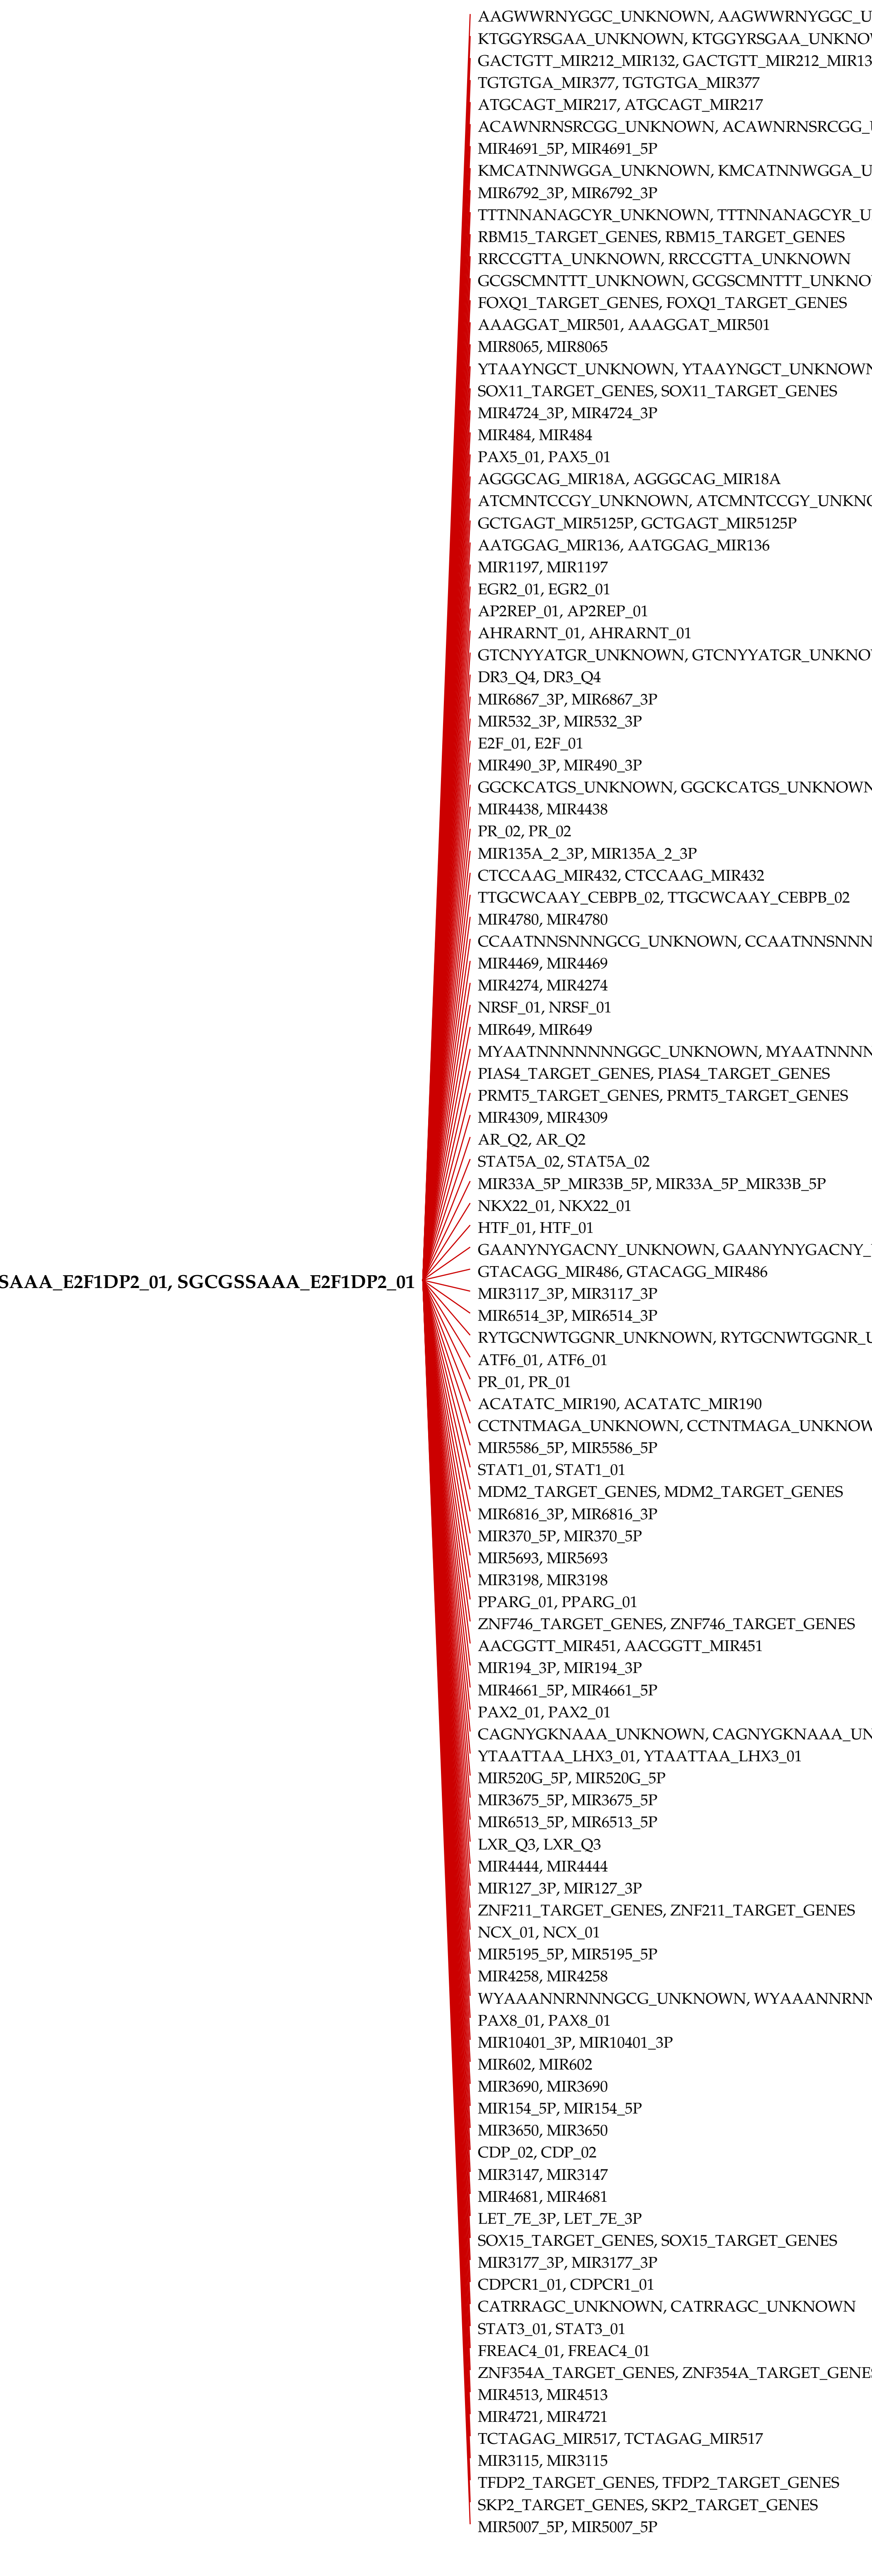 AAGWWRNYGGC_UNKNOWN, AAGWWRNYGGC_U
KTGGYRSGAA_UNKNOWN, KTGGYRSGAA_UNKNO
GACTGTT_MIR212_MIR132, GACTGTT_MIR212_MIR13
TGTGTGA_MIR377, TGTGTGA_MIR377
ATGCAGT_MIR217, ATGCAGT_MIR217
ACAWNRNSRCGG_UNKNOWN, ACAWNRNSRCGG_
MIR4691_5P, MIR4691_5P
KMCATNNWGGA_UNKNOWN, KMCATNNWGGA_U
MIR6792_3P, MIR6792_3P
TTTNNANAGCYR_UNKNOWN, TTTNNANAGCYR_U
RBM15_TARGET_GENES, RBM15_TARGET_GENES
RRCCGTTA_UNKNOWN, RRCCGTTA_UNKNOWN
GCGSCMNTTT_UNKNOWN, GCGSCMNTTT_UNKNO
FOXQ1_TARGET_GENES, FOXQ1_TARGET_GENES
AAAGGAT_MIR501, AAAGGAT_MIR501
MIR8065, MIR8065
YTAAYNGCT_UNKNOWN, YTAAYNGCT_UNKNOWN
SOX11_TARGET_GENES, SOX11_TARGET_GENES
MIR4724_3P, MIR4724_3P
MIR484, MIR484
PAX5_01, PAX5_01
AGGGCAG_MIR18A, AGGGCAG_MIR18A
ATCMNTCCGY_UNKNOWN, ATCMNTCCGY_UNKNO
GCTGAGT_MIR5125P, GCTGAGT_MIR5125P
AATGGAG_MIR136, AATGGAG_MIR136
MIR1197, MIR1197
EGR2_01, EGR2_01
AP2REP_01, AP2REP_01
AHRARNT_01, AHRARNT_01
GTCNYYATGR_UNKNOWN, GTCNYYATGR_UNKNO
DR3_Q4, DR3_Q4
MIR6867_3P, MIR6867_3P
MIR532_3P, MIR532_3P
E2F_01, E2F_01
MIR490_3P, MIR490_3P
GGCKCATGS_UNKNOWN, GGCKCATGS_UNKNOWN
MIR4438, MIR4438
PR_02, PR_02
MIR135A_2_3P, MIR135A_2_3P
CTCCAAG_MIR432, CTCCAAG_MIR432
TTGCWCAAY_CEBPB_02, TTGCWCAAY_CEBPB_02
MIR4780, MIR4780
CCAATNNSNNNGCG_UNKNOWN, CCAATNNSNNN
MIR4469, MIR4469
MIR4274, MIR4274
NRSF_01, NRSF_01
MIR649, MIR649
MYAATNNNNNNNGGC_UNKNOWN, MYAATNNNN
PIAS4_TARGET_GENES, PIAS4_TARGET_GENES
PRMT5_TARGET_GENES, PRMT5_TARGET_GENES
MIR4309, MIR4309
AR_Q2, AR_Q2
STAT5A_02, STAT5A_02
MIR33A_5P_MIR33B_5P, MIR33A_5P_MIR33B_5P
NKX22_01, NKX22_01
HTF_01, HTF_01
GAANYNYGACNY_UNKNOWN, GAANYNYGACNY_
GTACAGG_MIR486, GTACAGG_MIR486
SAAA_E2F1DP2_01, SGCGSSAAA_E2F1DP2_01
MIR3117_3P, MIR3117_3P
MIR6514_3P, MIR6514_3P
RYTGCNWTGGNR_UNKNOWN, RYTGCNWTGGNR_U
ATF6_01, ATF6_01
PR_01, PR_01
ACATATC_MIR190, ACATATC_MIR190
CCTNTMAGA_UNKNOWN, CCTNTMAGA_UNKNOW
MIR5586_5P, MIR5586_5P
STAT1_01, STAT1_01
MDM2_TARGET_GENES, MDM2_TARGET_GENES
MIR6816_3P, MIR6816_3P
MIR370_5P, MIR370_5P
MIR5693, MIR5693
MIR3198, MIR3198
PPARG_01, PPARG_01
ZNF746_TARGET_GENES, ZNF746_TARGET_GENES
AACGGTT_MIR451, AACGGTT_MIR451
MIR194_3P, MIR194_3P
MIR4661_5P, MIR4661_5P
PAX2_01, PAX2_01
CAGNYGKNAAA_UNKNOWN, CAGNYGKNAAA_UN
YTAATTAA_LHX3_01, YTAATTAA_LHX3_01
MIR520G_5P, MIR520G_5P
MIR3675_5P, MIR3675_5P
MIR6513_5P, MIR6513_5P
LXR_Q3, LXR_Q3
MIR4444, MIR4444
MIR127_3P, MIR127_3P
ZNF211_TARGET_GENES, ZNF211_TARGET_GENES
NCX_01, NCX_01
MIR5195_5P, MIR5195_5P
MIR4258, MIR4258
WYAAANNRNNNGCG_UNKNOWN, WYAAANNRNN
PAX8_01, PAX8_01
MIR10401_3P, MIR10401_3P
MIR602, MIR602
MIR3690, MIR3690
MIR154_5P, MIR154_5P
MIR3650, MIR3650
CDP_02, CDP_02
MIR3147, MIR3147
MIR4681, MIR4681
LET_7E_3P, LET_7E_3P
SOX15_TARGET_GENES, SOX15_TARGET_GENES
MIR3177_3P, MIR3177_3P
CDPCR1_01, CDPCR1_01
CATRRAGC_UNKNOWN, CATRRAGC_UNKNOWN
STAT3_01, STAT3_01
FREAC4_01, FREAC4_01
ZNF354A_TARGET_GENES, ZNF354A_TARGET_GENES
MIR4513, MIR4513
MIR4721, MIR4721
TCTAGAG_MIR517, TCTAGAG_MIR517
MIR3115, MIR3115
TFDP2_TARGET_GENES, TFDP2_TARGET_GENES
SKP2_TARGET_GENES, SKP2_TARGET_GENES
MIR5007_5P, MIR5007_5P